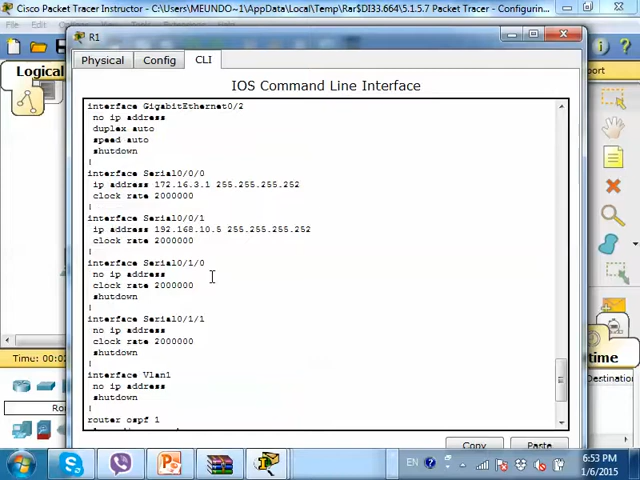 Cisco Packet Tracer Instructor - C:\Users\MEUNDO~1\AppData\Local\Temp\Rar$DI33.664\5.1.5.7 Packet Tracer - Configurin...
R1
Logical
Physical
Config
CLI
IOS Command Line Interface
interface GigabitEthernet0/2
no ip address
duplex auto
speed auto
shutdown
!
interface Serial0/0/0
ip address 172.16.3.1 255.255.255.252
clock rate 2000000
!
interface Serial0/0/1
ip address 192.168.10.5 255.255.255.252
clock rate 2000000
!
interface Serial0/1/0
no ip address
clock rate 2000000
shutdown
!
interface Serial0/1/1
no ip address
clock rate 2000000
shutdown
!
interface Vlan1
no ip address
shutdown
!
router ospf 1
Copy
Paste
Time: 00:0
time
Destination
Ro
EN
6:53 PM
1/6/2015